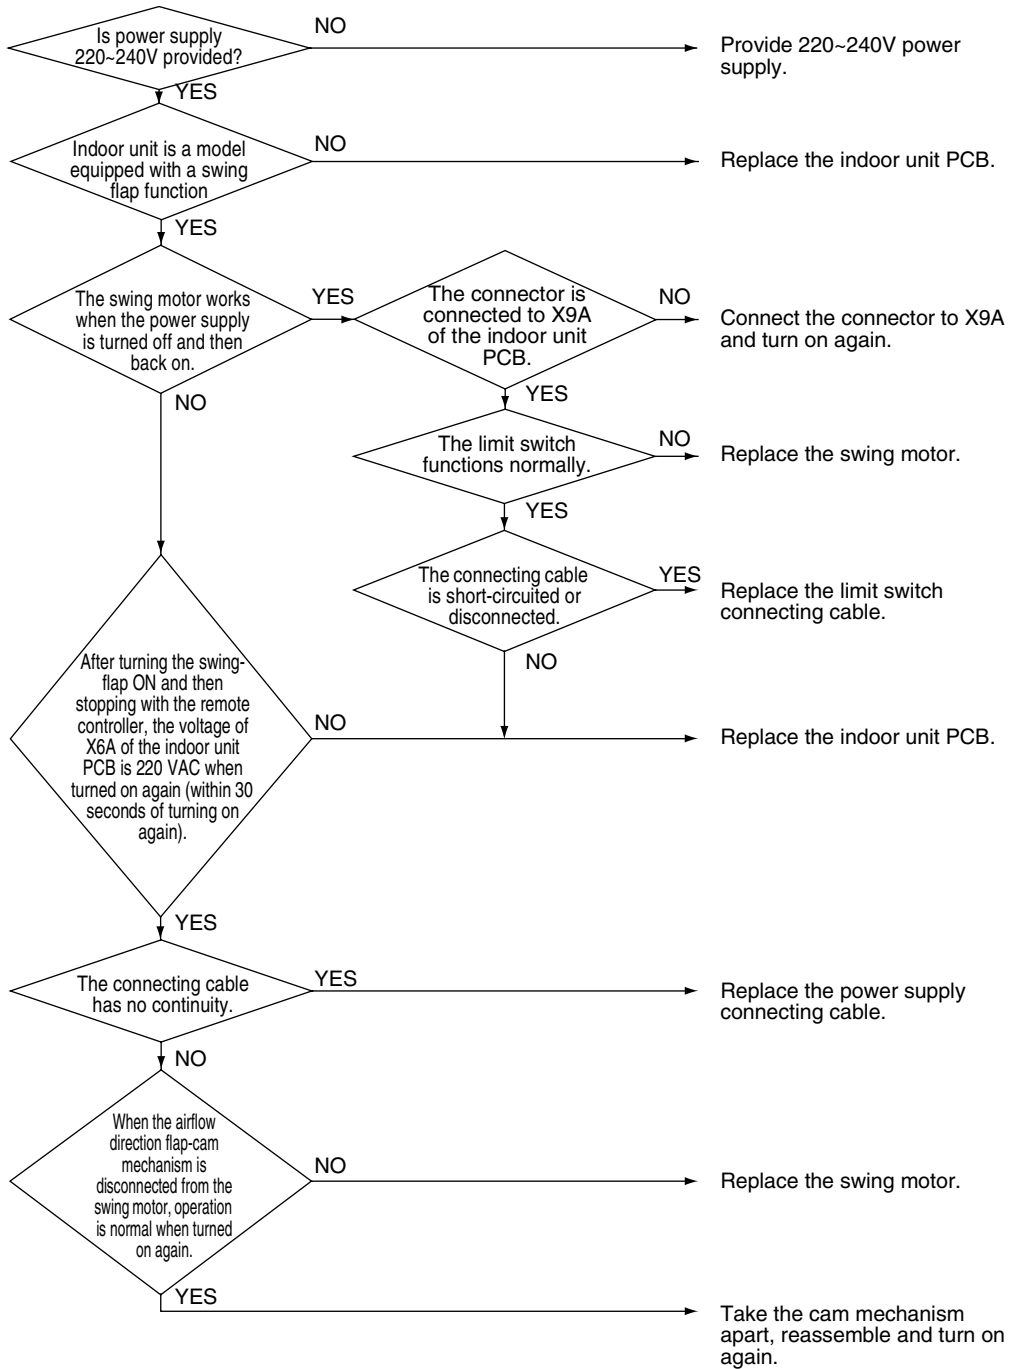 Is power supply
220~240V provided?
NO
Provide 220~240V power
supply.
YES
Indoor unit is a model
equipped with a swing
flap function
NO
Replace the indoor unit PCB.
YES
The swing motor works
when the power supply
is turned off and then
back on.
YES
The connector is
connected to X9A
of the indoor unit
PCB.
NO
Connect the connector to X9A
and turn on again.
NO
YES
The limit switch
functions normally.
NO
Replace the swing motor.
YES
The connecting cable
is short-circuited or
disconnected.
YES
Replace the limit switch
connecting cable.
NO
After turning the swing-
flap ON and then
stopping with the remote
controller, the voltage of
X6A of the indoor unit
PCB is 220 VAC when
turned on again (within 30
seconds of turning on
again).
NO
Replace the indoor unit PCB.
YES
The connecting cable
has no continuity.
YES
Replace the power supply
connecting cable.
NO
When the airflow
direction flap-cam
mechanism is
disconnected from the
swing motor, operation
is normal when turned
on again.
NO
Replace the swing motor.
YES
Take the cam mechanism
apart, reassemble and turn on
again.